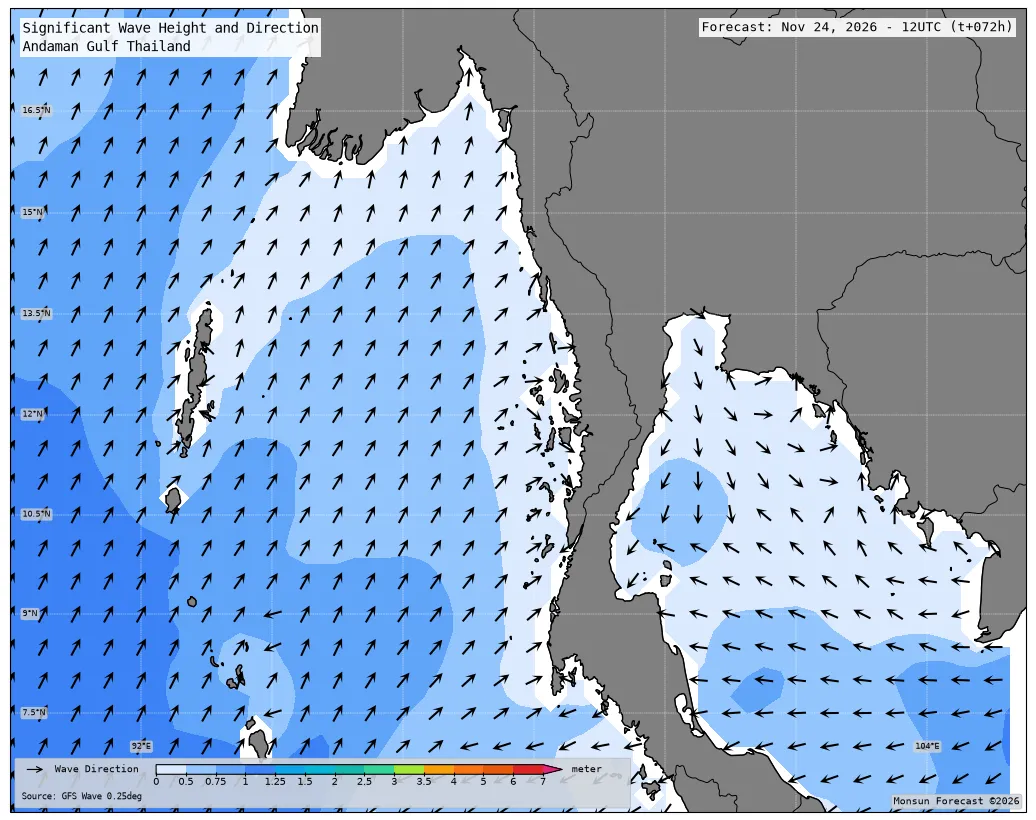 Significant Wave Height and Direction
Andaman Gulf Thailand
Forecast: Nov 24, 2026 - 12UTC (t+072h)
16.5°N
15°N
13.5°N
12°N
10.5°N
9°N
7.5°N
92°E
104°E
Wave Direction
meter
0 0.5 0.75 1 1.25 1.5 2 2.5 3 3.5 4 5 6 7
Source: GFS Wave 0.25deg
Monsun Forecast ©2026